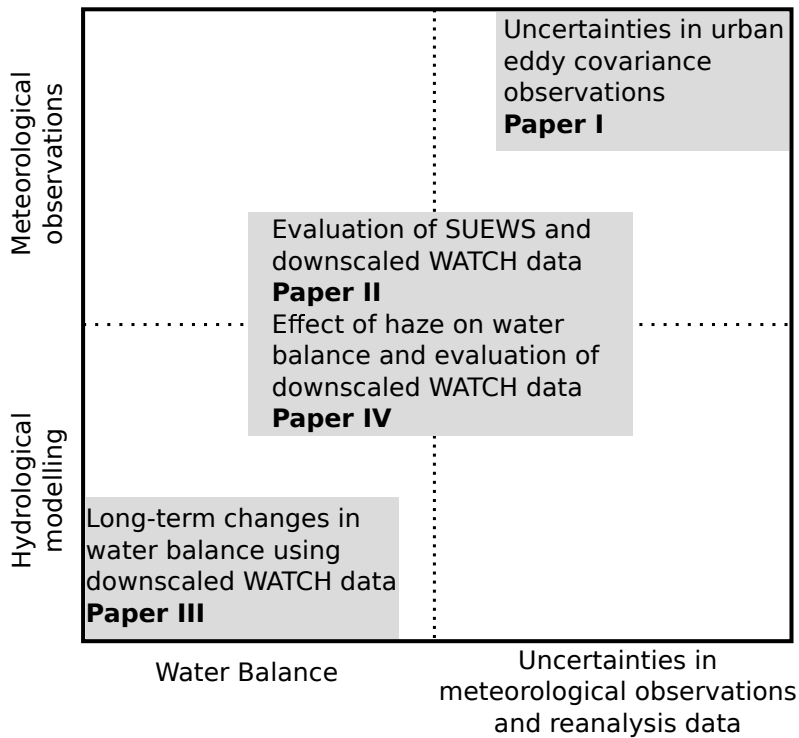 Meteorological
observations
Uncertainties in urban
eddy covariance
observations
Paper I
Evaluation of SUEWS and
downscaled WATCH data
Paper II
Effect of haze on water
balance and evaluation of
downscaled WATCH data
Paper IV
Hydrological
modelling
Long-term changes in
water balance using
downscaled WATCH data
Paper III
Water Balance
Uncertainties in
meteorological observations
and reanalysis data